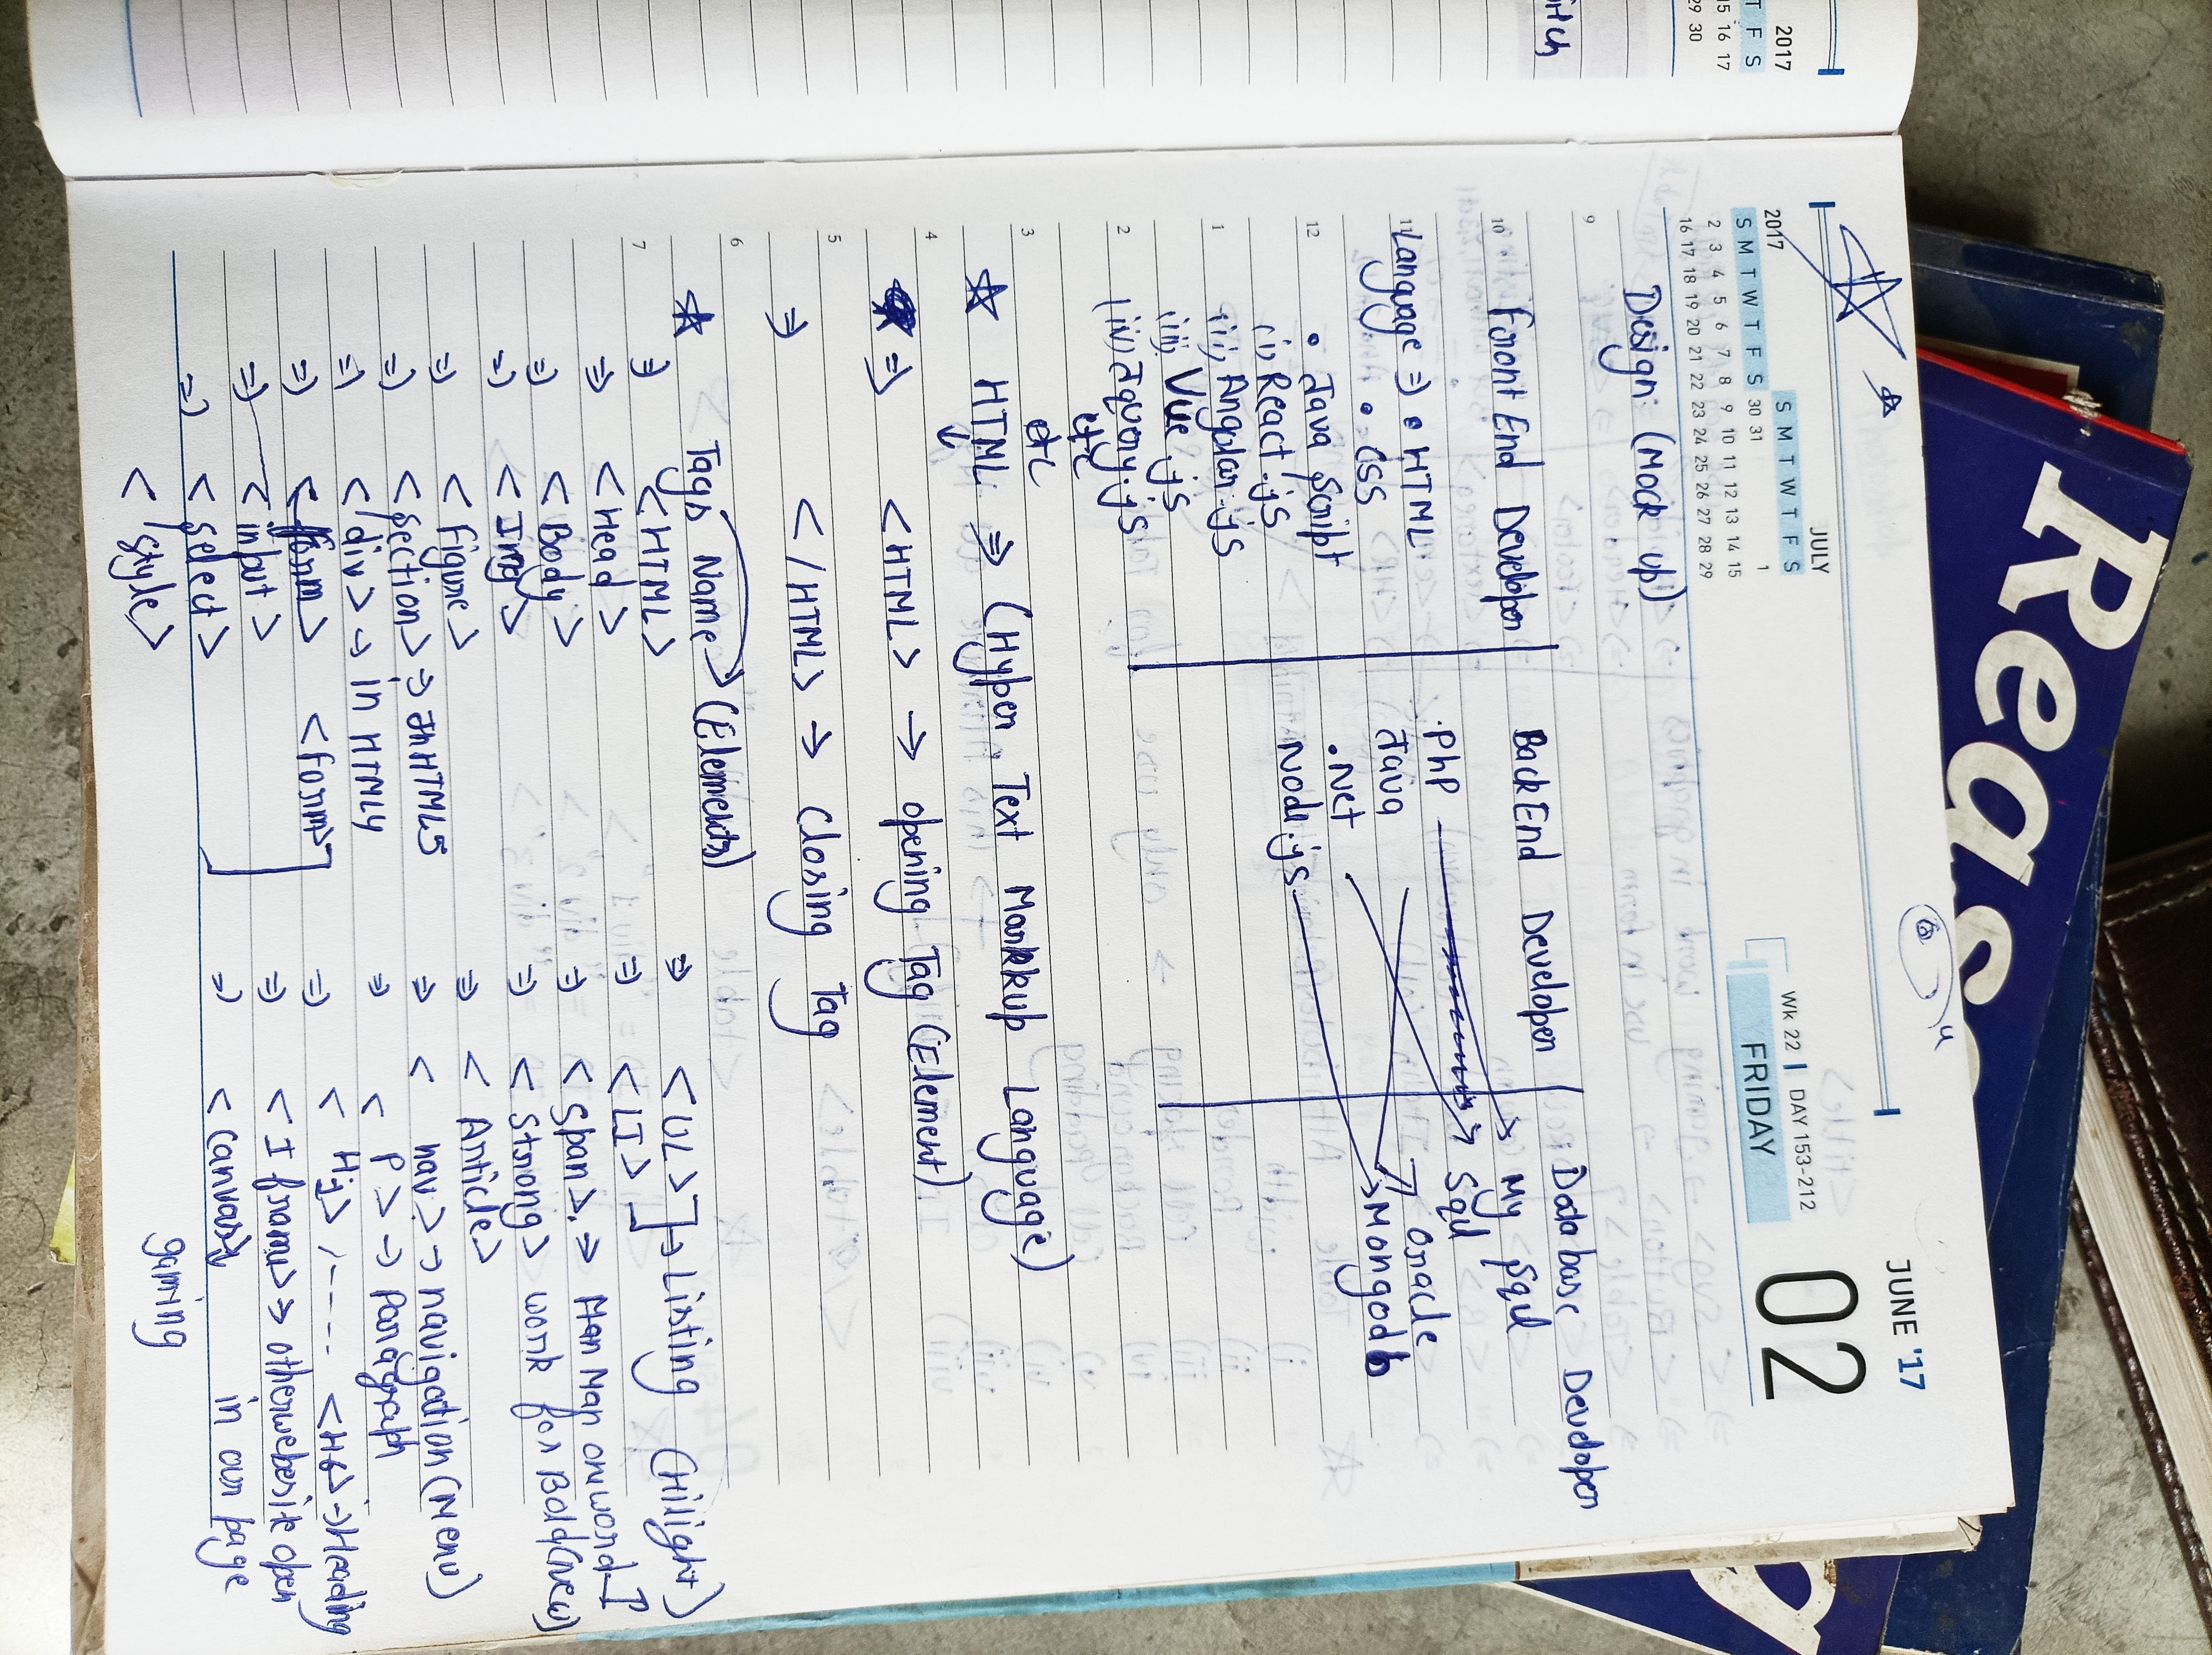 Reas
JUNE '17
02
JULY
2017
S M T W T F S
S M T W T F S 30 31 1
2 3 4 5 6 7 8 9 10 11 12 13 14 15
16 17 18 19 20 21 22 23 24 25 26 27 28 29
Wk 22 | DAY 153-212
FRIDAY
2017
T F S
15 16 17
29 30
Design: (Mock up)
9
Front End Developer
BackEnd Developer
Database Developer
10
My Squl
.PhP
Squl
11
Language ⇒ • HTML
Java
Oracle
• CSS
.Net
Mongodb
12
• Java Script
Node.js
(i) React.js
1
(ii) Angular.js
(iii) Vue.js
2
(iv) Jquery.js
etc
etc
3
☆ HTML ⇒ (Hyper Text Markkup Language)
↓
4
⇒ <HTML> → opening Tag (Element)
5
⇒ </HTML> → Closing Tag
6
☆ Tags Name → (Elements)
7
⇒ <HTML>
⇒ <Head>
⇒ <Body>
⇒ <Img>
⇒ <Figure>
⇒ <section> → In HTML5
⇒ <div> → in HTML4
⇒ <form> <form>
⇒ <input>
⇒ <select>
<style>
⇒ <UL> → Listing (Hilight)
⇒ <LI>
⇒ <span>. →
⇒ <Strong> work for Bold(New)
⇒ <Article>
⇒ <nav> → navigation(Menu)
⇒ <P> → Paragraph
⇒ <H1> ,---- <H6> → Heading
⇒ <I frame> → otherwebesite open
in our page
⇒ <canvas>
↓
gaming